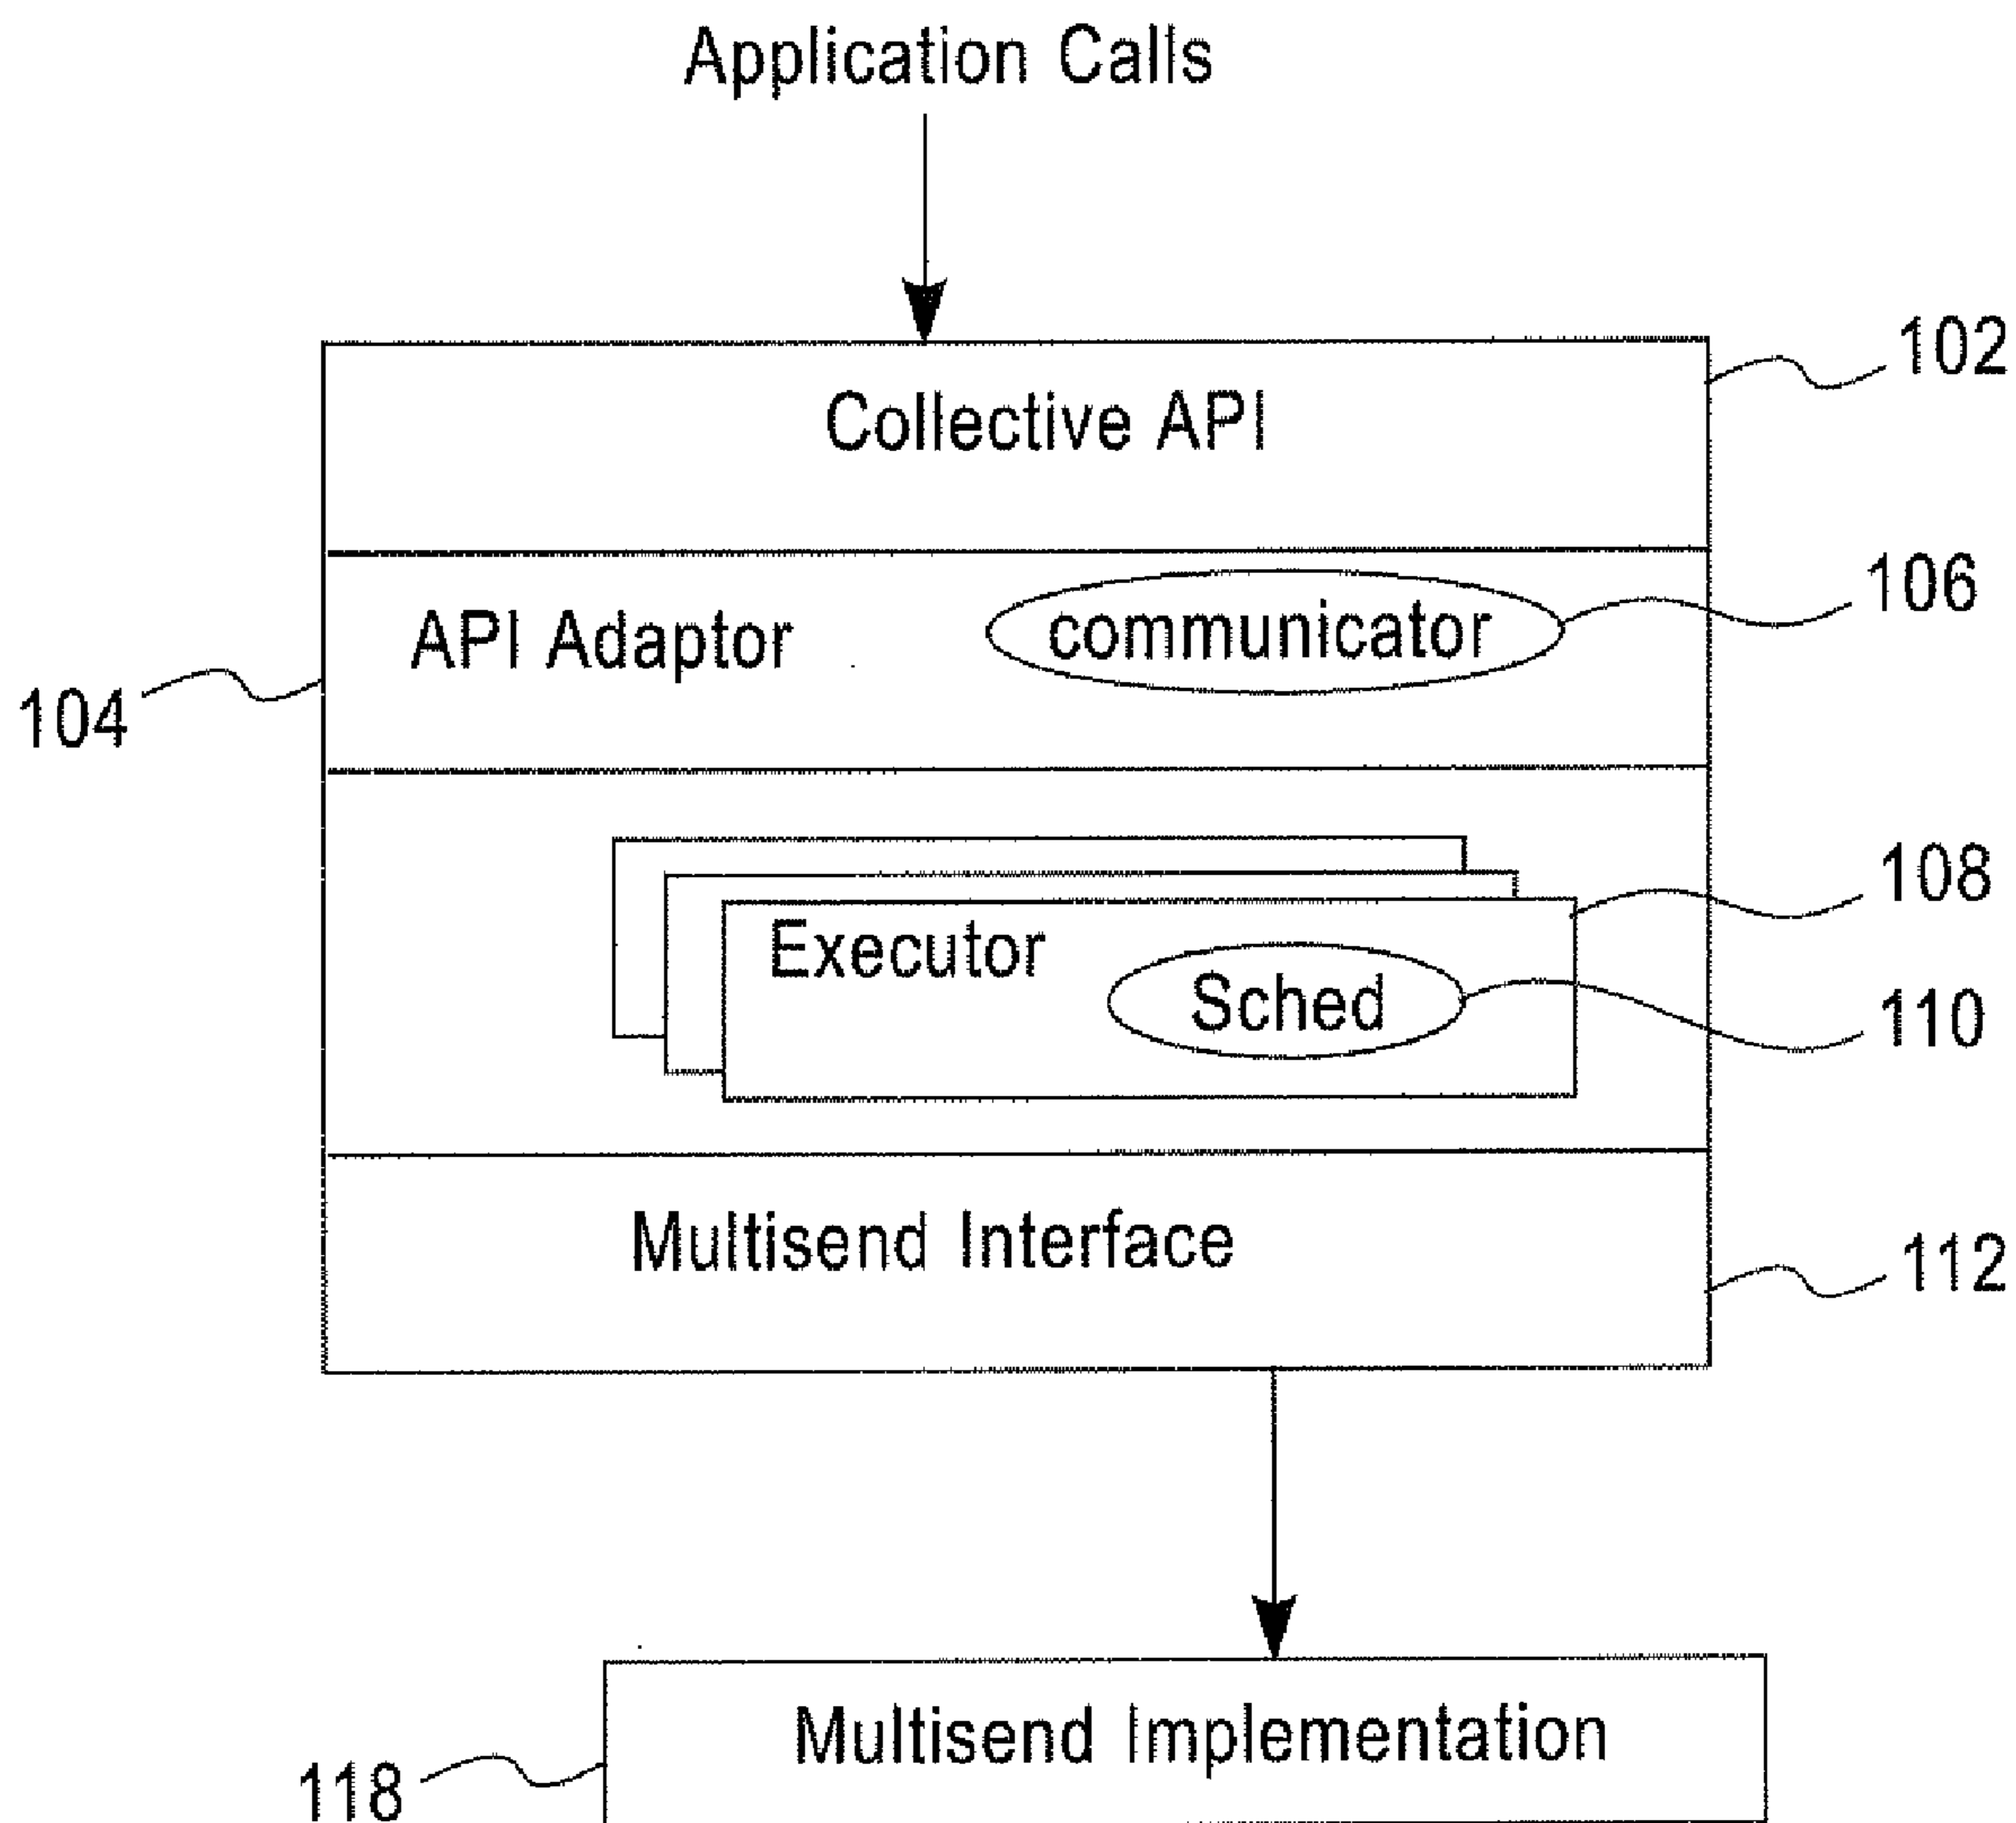 Application Calls
102
Collective API
106
API Adaptor
communicator
104
108
Executor
Sched
110
Multisend Interface
112
Multisend Implementation
118